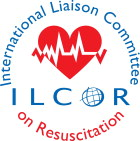 International Liaison Committee
ILCOR
on Resuscitation